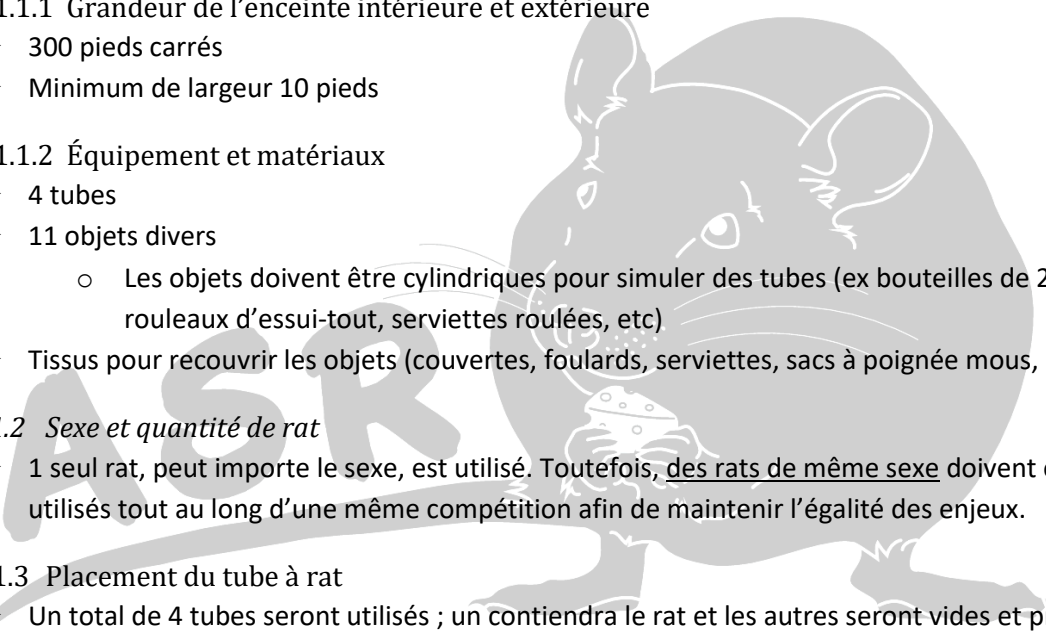 1.1.1 Grandeur de l’enceinte intérieure et extérieure
300 pieds carrés
Minimum de largeur 10 pieds
1.1.2 Équipement et matériaux
4 tubes
11 objets divers
o Les objets doivent être cylindriques pour simuler des tubes (ex bouteilles de 2
rouleaux d’essui-tout, serviettes roulées, etc)
Tissus pour recouvrir les objets (couvertes, foulards, serviettes, sacs à poignée mous,
.2 Sexe et quantité de rat
1 seul rat, peut importe le sexe, est utilisé. Toutefois, des rats de même sexe doivent
utilisés tout au long d’une même compétition afin de maintenir l’égalité des enjeux.
1.3 Placement du tube à rat
Un total de 4 tubes seront utilisés ; un contiendra le rat et les autres seront vides et
ASR